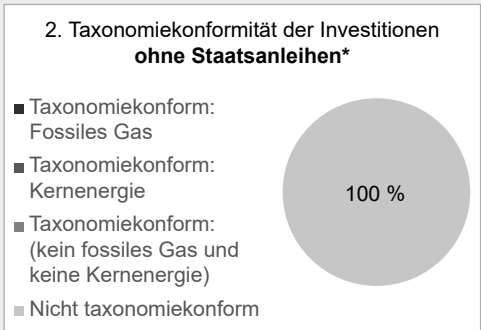 2. Taxonomiekonformität der Investitionen
ohne Staatsanleihen*
Taxonomiekonform:
Fossiles Gas
Taxonomiekonform:
Kernenergie
Taxonomiekonform:
(kein fossiles Gas und
keine Kernenergie)
Nicht taxonomiekonform
100 %